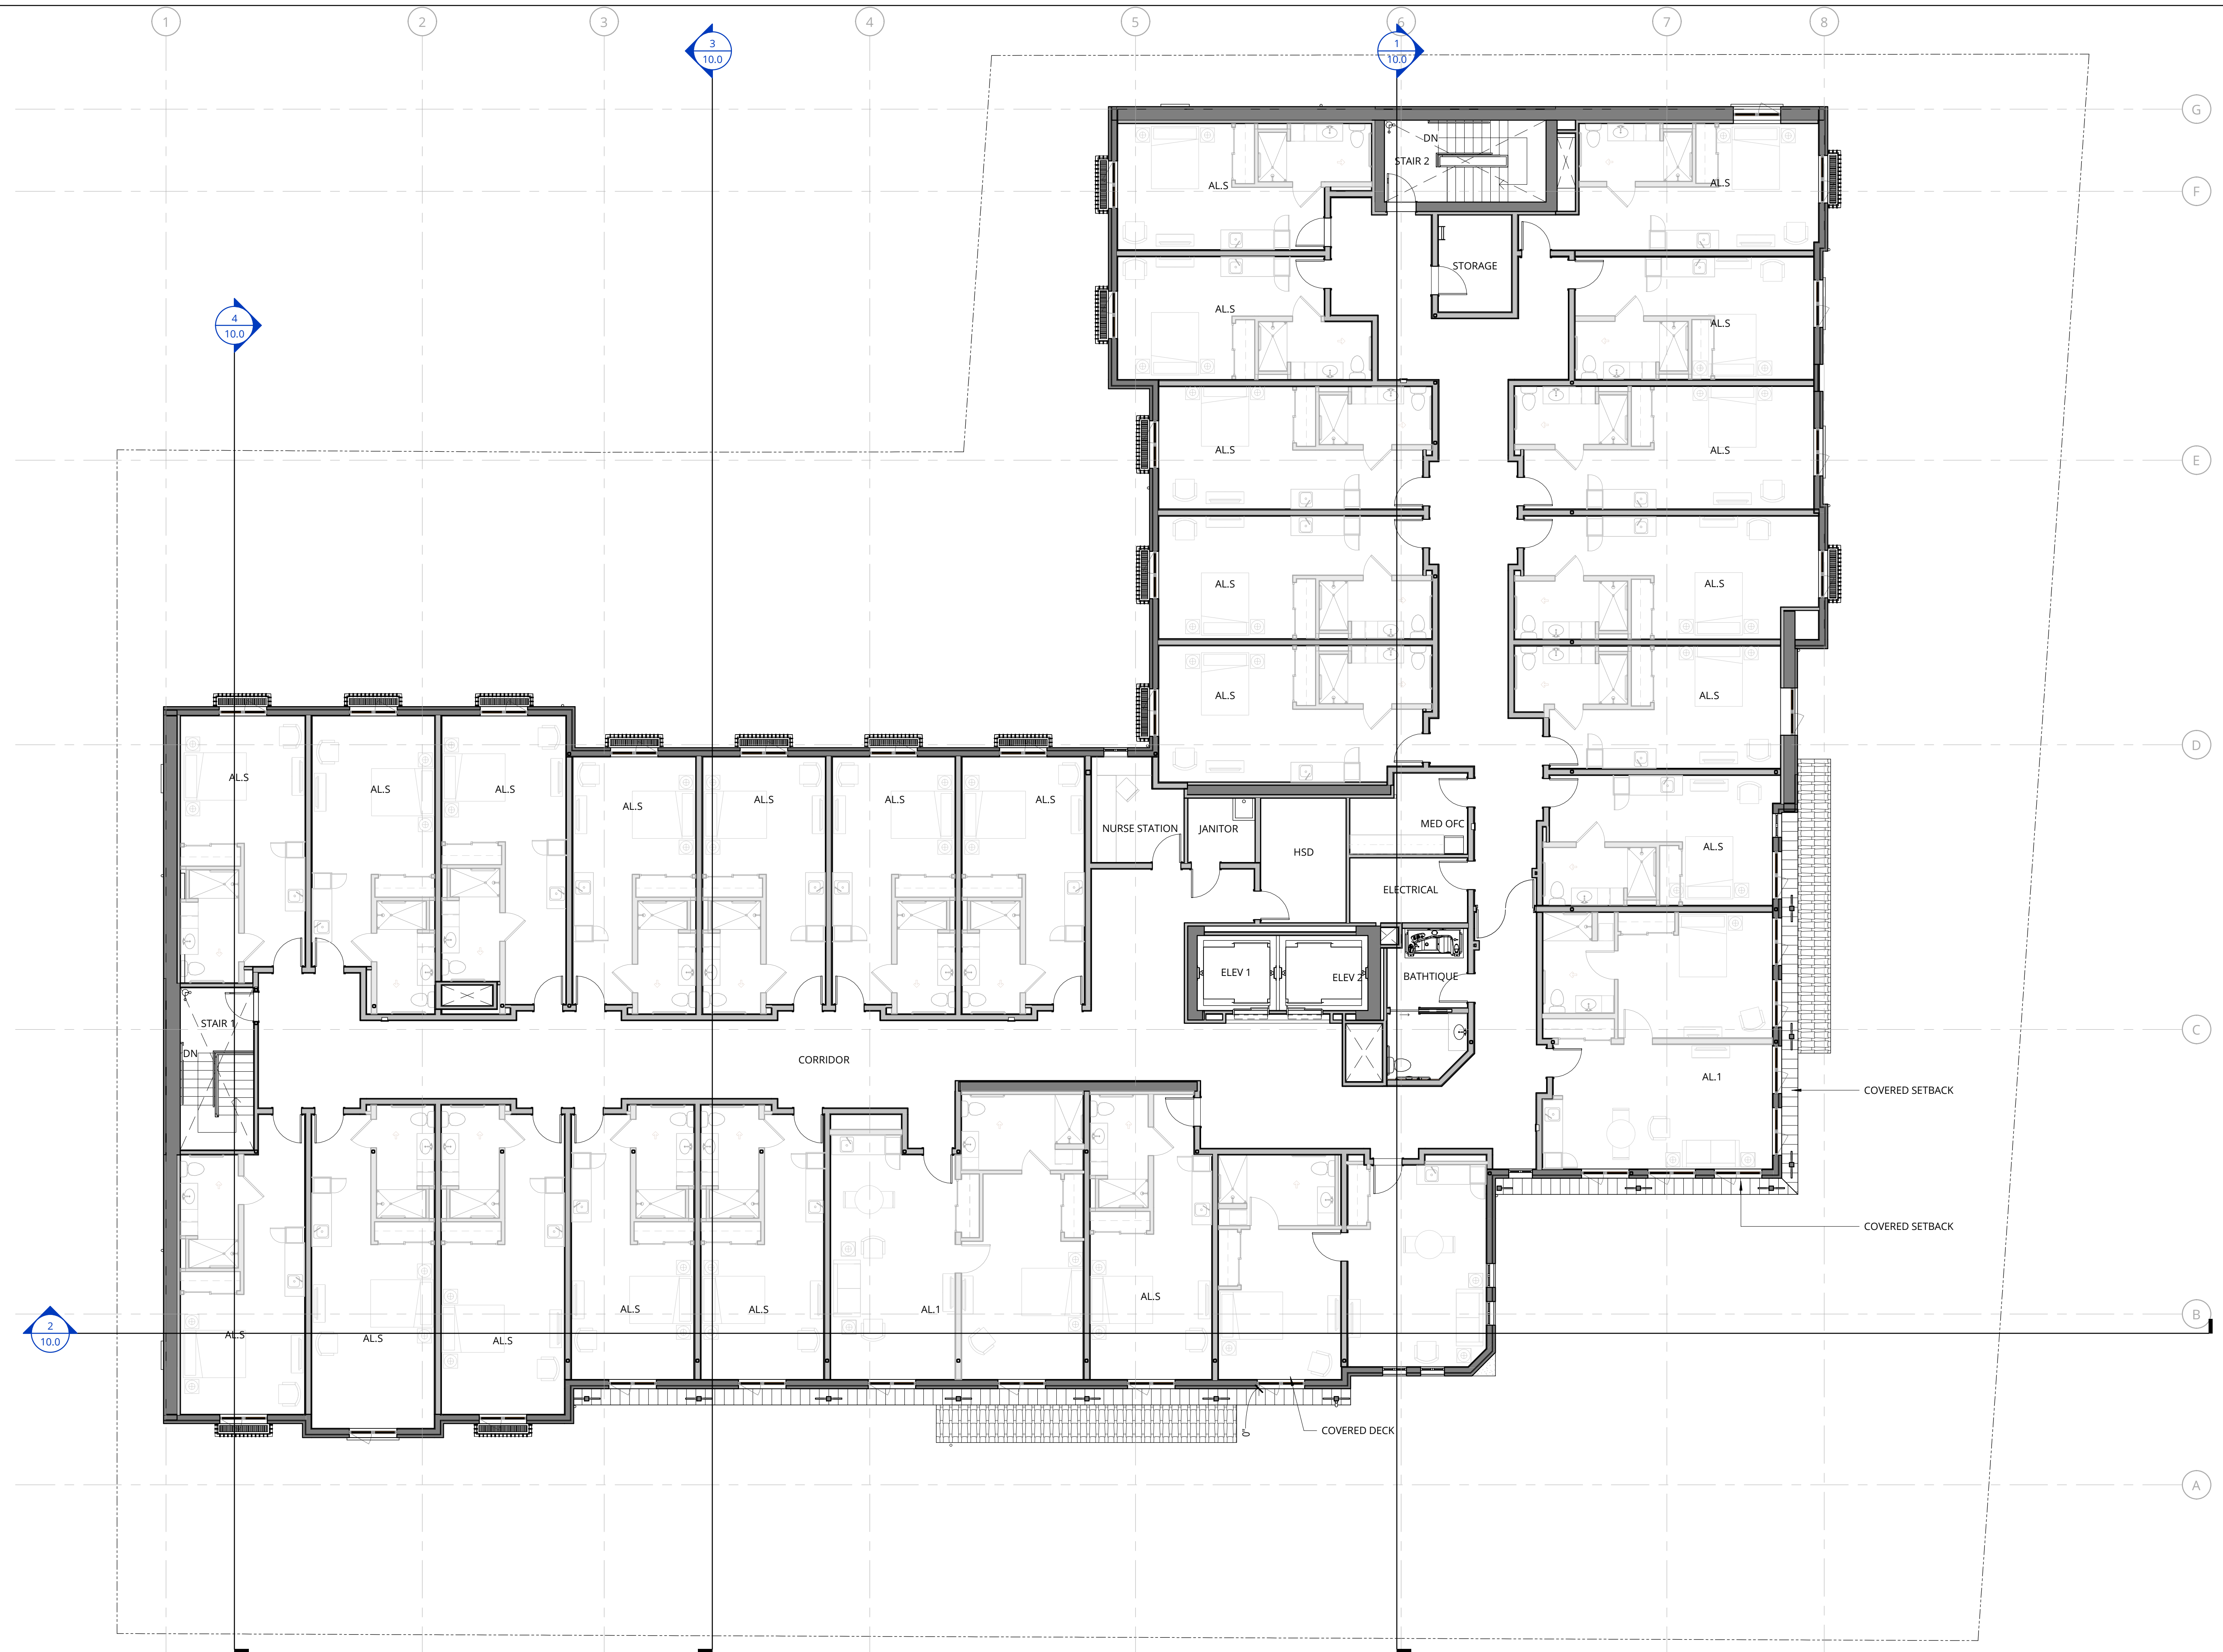 1
2
3
4
5
6
7
8
3
10.0
1
10.0
G
DN
STAIR 2
AL.S
AL.S
F
STORAGE
AL.S
AL.S
4
10.0
AL.S
AL.S
E
AL.S
AL.S
AL.S
AL.S
D
AL.S
AL.S
AL.S
AL.S
AL.S
AL.S
AL.S
NURSE STATION
JANITOR
MED OFC
HSD
AL.S
ELECTRICAL
ELEV 1
ELEV 2
BATHTIQUE
STAIR 1
DN
C
CORRIDOR
AL.1
COVERED SETBACK
COVERED SETBACK
AL.S
AL.S
AL.S
AL.S
AL.S
AL.1
AL.S
B
2
10.0
0"
COVERED DECK
A